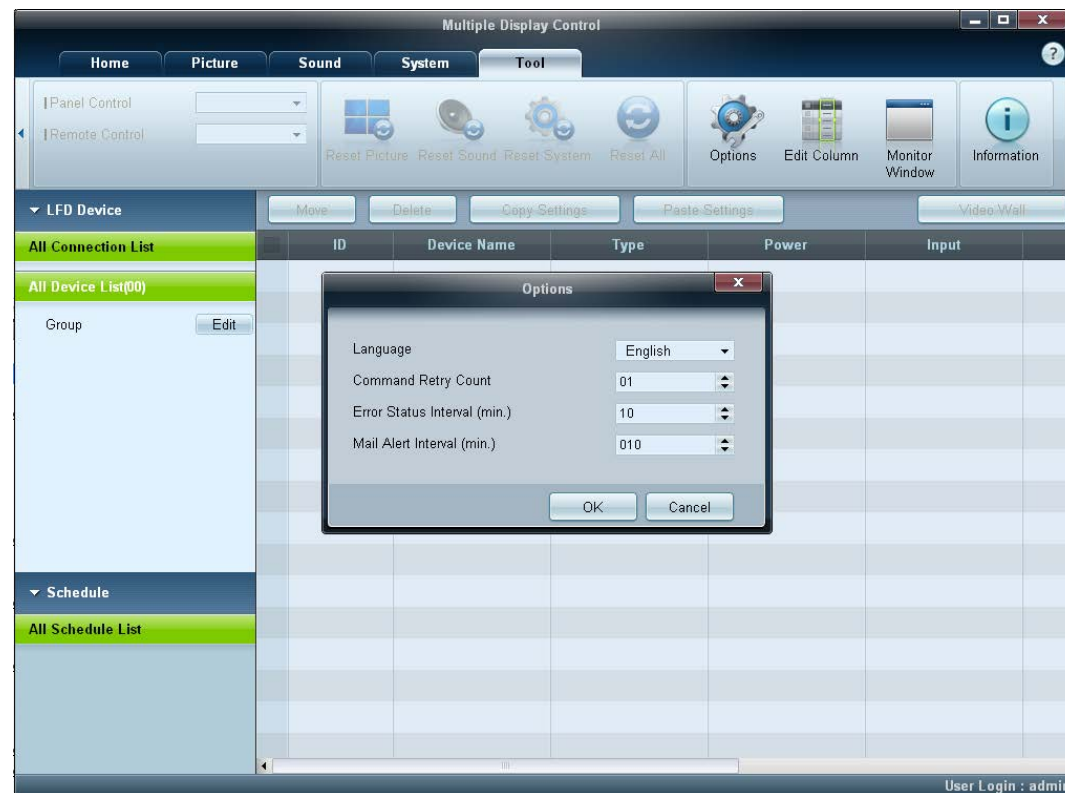 Multiple Display Control
Home Picture Sound System Tool
Panel Control
Remote Control
Reset Picture Reset Sound Reset System Reset All Options Edit Column Monitor Window Information
LFD Device
Move Delete Copy Settings Paste Settings Video Wall
All Connection List
ID Device Name Type Power Input
All Device List(00)
Group Edit
Options
Language English
Command Retry Count 01
Error Status Interval (min.) 10
Mail Alert Interval (min.) 010
OK Cancel
Schedule
All Schedule List
User Login : admin